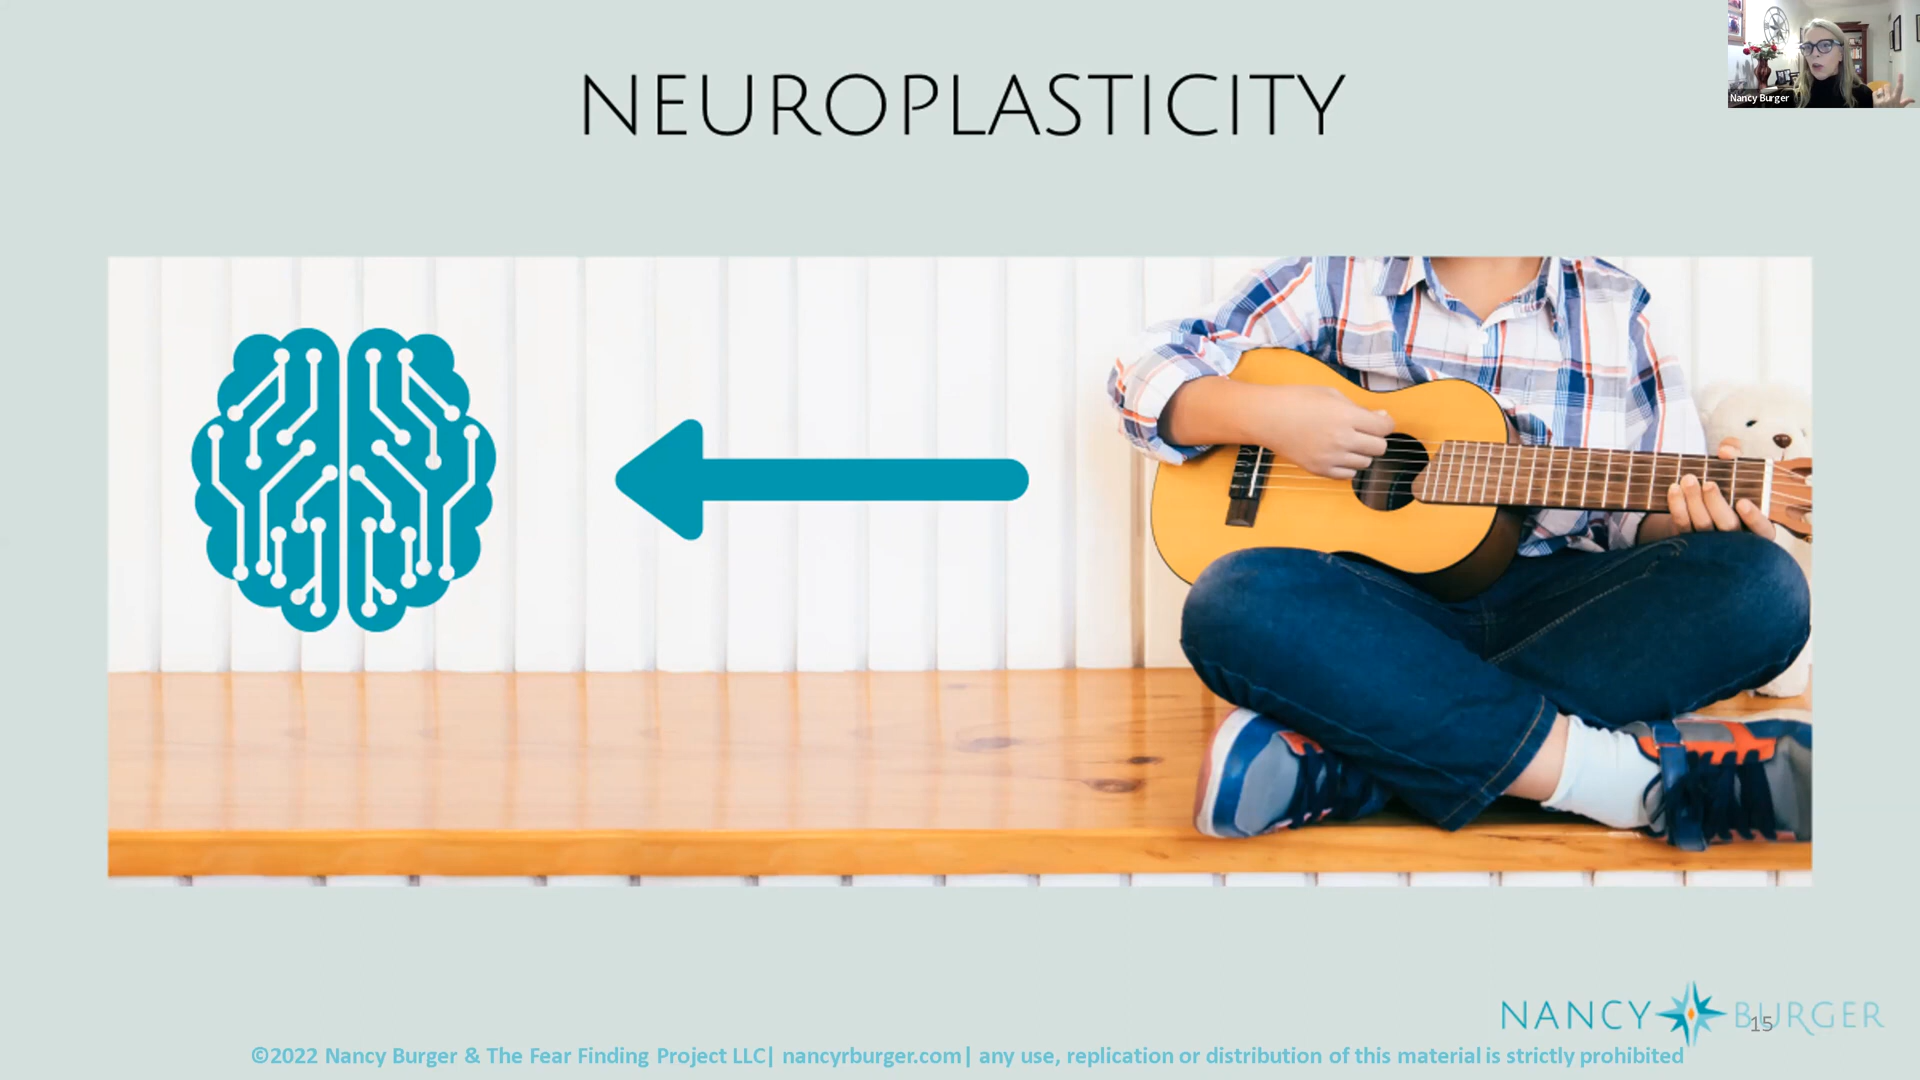 NEUROPLASTICITY
Nancy Burger
NANCY BURGER
15
©2022 Nancy Burger & The Fear Finding Project LLC| nancyrburger.com| any use, replication or distribution of this material is strictly prohibited